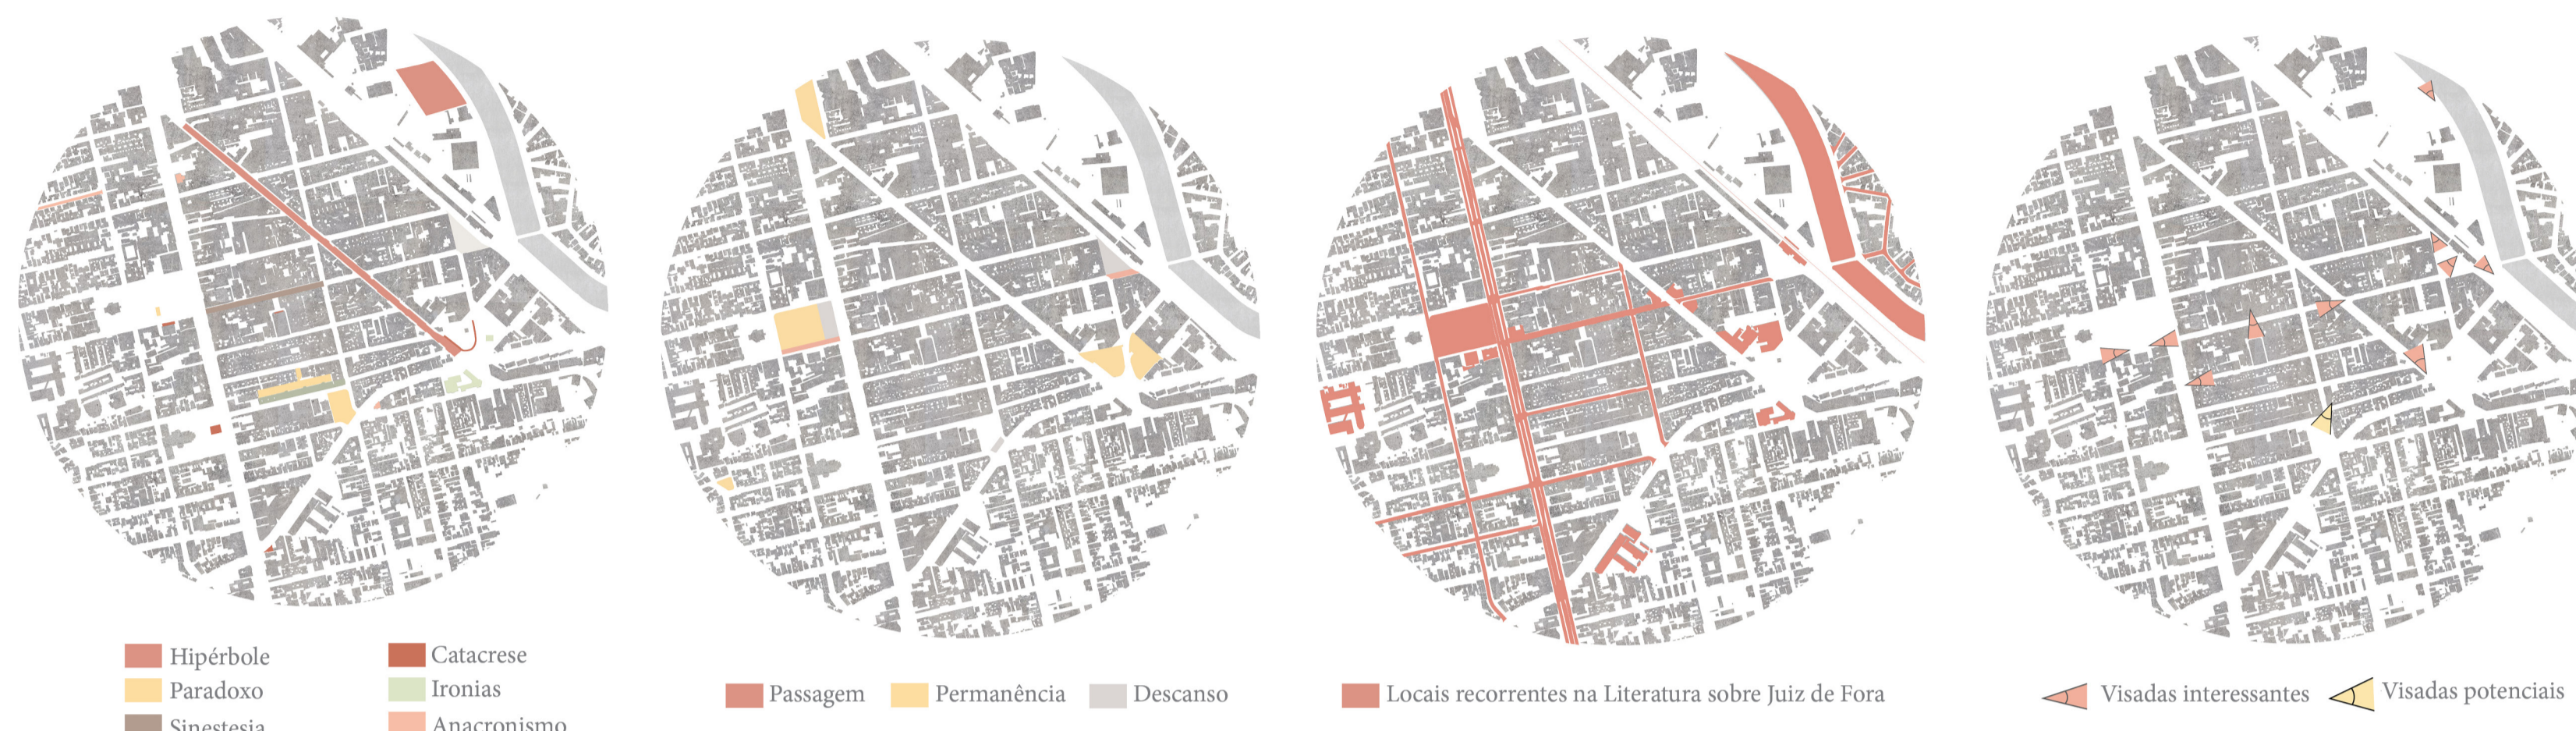 Hipérbole
Paradoxo
Sinestesia
Catacrese
Ironias
Anacronismo
Passagem
Permanência
Descanso
Locais recorrentes na Literatura sobre Juiz de Fora
Visadas interessantes
Visadas potenciais